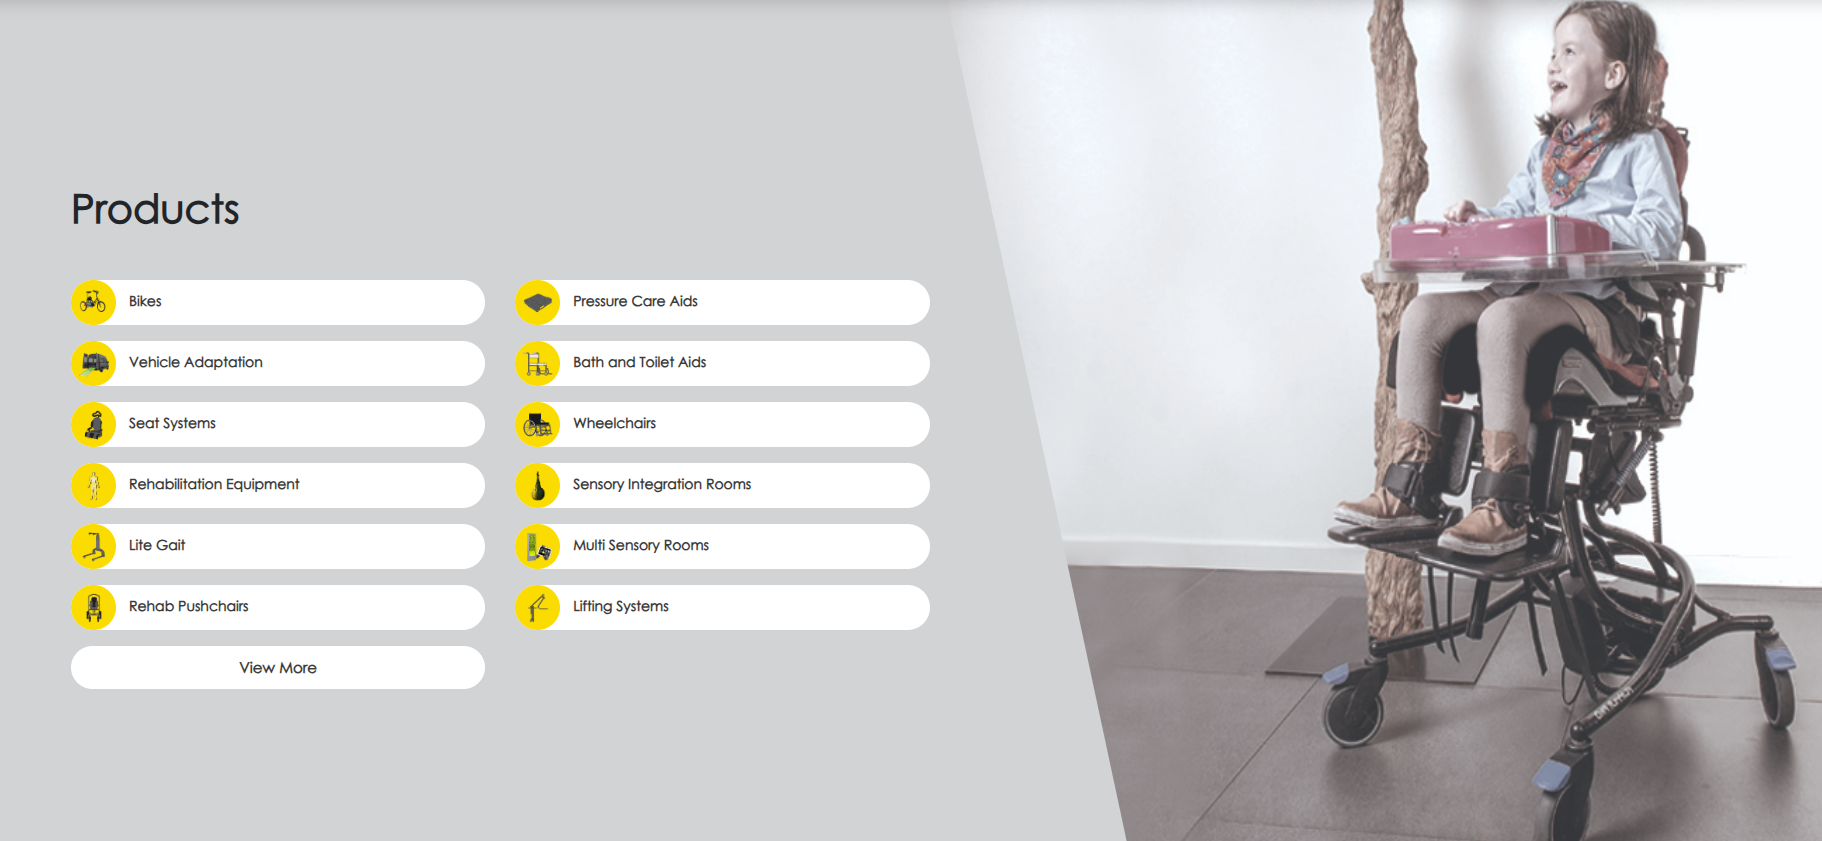 Products
Bikes
Pressure Care Aids
Vehicle Adaptation
Bath and Toilet Aids
Seat Systems
Wheelchairs
Rehabilitation Equipment
Sensory Integration Rooms
Lite Gait
Multi Sensory Rooms
Rehab Pushchairs
Lifting Systems
View More